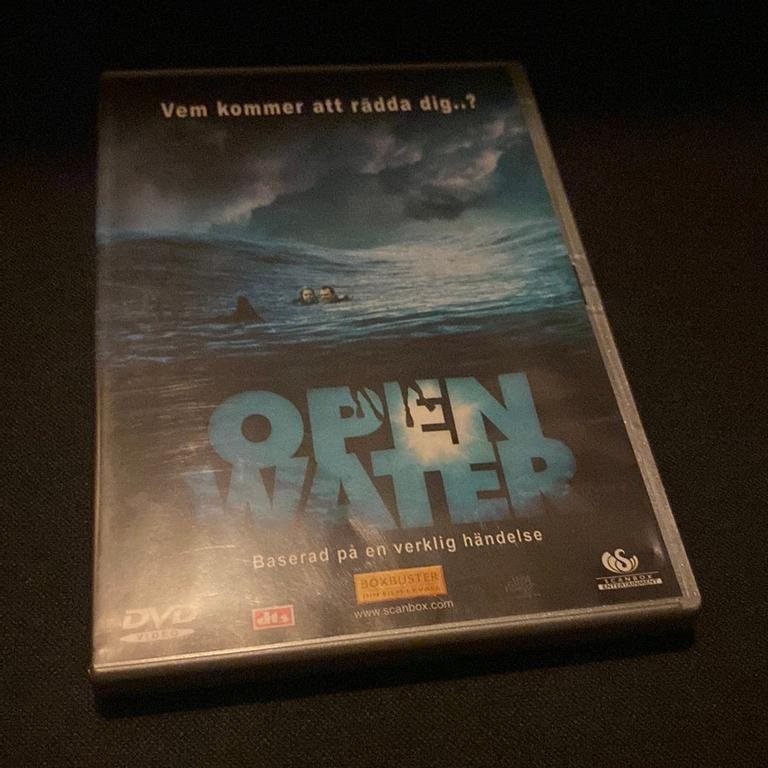 Vem kommer att rädda dig..?
OPEN
WATER
Baserad på en verklig händelse
BOXBUSTER
www.scanbox.com
DVD
VIDEO
dts
SCANBOX
ENTERTAINMENT